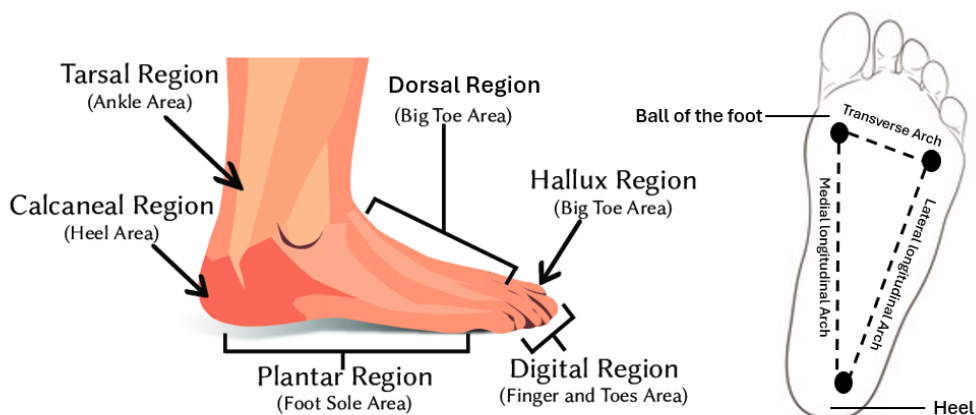 Tarsal Region
(Ankle Area)
Dorsal Region
(Big Toe Area)
Hallux Region
(Big Toe Area)
Calcaneal Region
(Heel Area)
Plantar Region
(Foot Sole Area)
Digital Region
(Finger and Toes Area)
Ball of the foot
Transverse Arch
Medial longitudinal Arch
Lateral longitudinal Arch
Heel